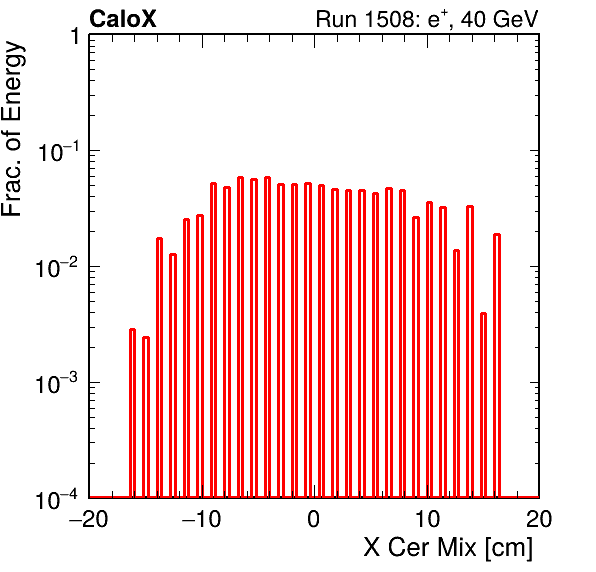 CaloX Run 1508: e⁺, 40 GeV
Frac. of Energy
1
10⁻¹
10⁻²
10⁻³
10⁻⁴
−20 −10 0 10 20
X Cer Mix [cm]